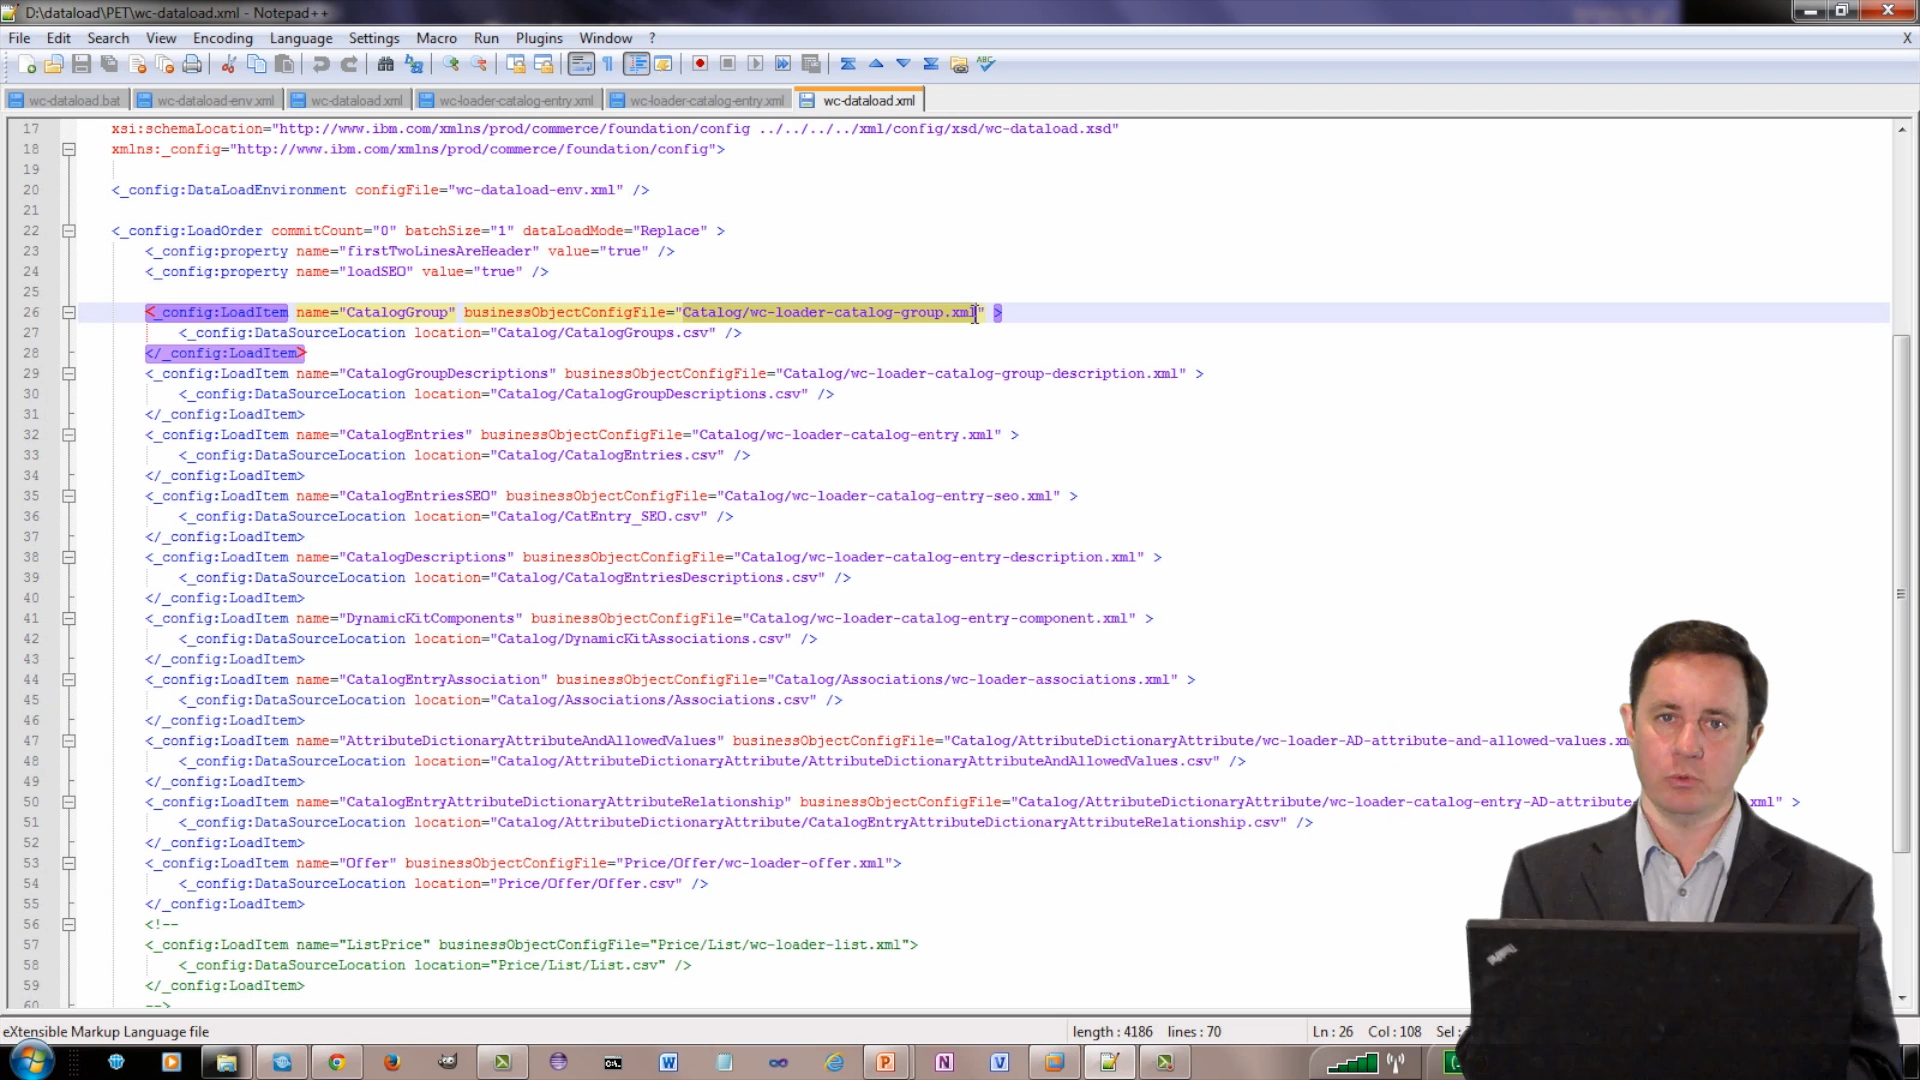 D:\dataload\PET\wc-dataload.xml - Notepad++
File Edit Search View Encoding Language Settings Macro Run Plugins Window ? X
wc-dataload.bat wc-dataload-env.xml wc-dataload.xml wc-loader-catalog-entry.xml wc-loader-catalog-entry.xml wc-dataload.xml
17 xsi:schemaLocation="http://www.ibm.com/xmlns/prod/commerce/foundation/config ../../../../xml/config/xsd/wc-dataload.xsd"
18 xmlns:_config="http://www.ibm.com/xmlns/prod/commerce/foundation/config">
19
20 <_config:DataLoadEnvironment configFile="wc-dataload-env.xml" />
21
22 <_config:LoadOrder commitCount="0" batchSize="1" dataLoadMode="Replace" >
23 <_config:property name="firstTwoLinesAreHeader" value="true" />
24 <_config:property name="loadSEO" value="true" />
25
26 <_config:LoadItem name="CatalogGroup" businessObjectConfigFile="Catalog/wc-loader-catalog-group.xml" >
27 <_config:DataSourceLocation location="Catalog/CatalogGroups.csv" />
28 </_config:LoadItem>
29 <_config:LoadItem name="CatalogGroupDescriptions" businessObjectConfigFile="Catalog/wc-loader-catalog-group-description.xml" >
30 <_config:DataSourceLocation location="Catalog/CatalogGroupDescriptions.csv" />
31 </_config:LoadItem>
32 <_config:LoadItem name="CatalogEntries" businessObjectConfigFile="Catalog/wc-loader-catalog-entry.xml" >
33 <_config:DataSourceLocation location="Catalog/CatalogEntries.csv" />
34 </_config:LoadItem>
35 <_config:LoadItem name="CatalogEntriesSEO" businessObjectConfigFile="Catalog/wc-loader-catalog-entry-seo.xml" >
36 <_config:DataSourceLocation location="Catalog/CatEntry_SEO.csv" />
37 </_config:LoadItem>
38 <_config:LoadItem name="CatalogDescriptions" businessObjectConfigFile="Catalog/wc-loader-catalog-entry-description.xml" >
39 <_config:DataSourceLocation location="Catalog/CatalogEntriesDescriptions.csv" />
40 </_config:LoadItem>
41 <_config:LoadItem name="DynamicKitComponents" businessObjectConfigFile="Catalog/wc-loader-catalog-entry-component.xml" >
42 <_config:DataSourceLocation location="Catalog/DynamicKitAssociations.csv" />
43 </_config:LoadItem>
44 <_config:LoadItem name="CatalogEntryAssociation" businessObjectConfigFile="Catalog/Associations/wc-loader-associations.xml" >
45 <_config:DataSourceLocation location="Catalog/Associations/Associations.csv" />
46 </_config:LoadItem>
47 <_config:LoadItem name="AttributeDictionaryAttributeAndAllowedValues" businessObjectConfigFile="Catalog/AttributeDictionaryAttribute/wc-loader-AD-attribute-and-allowed-values.xm
48 <_config:DataSourceLocation location="Catalog/AttributeDictionaryAttribute/AttributeDictionaryAttributeAndAllowedValues.csv" />
49 </_config:LoadItem>
50 <_config:LoadItem name="CatalogEntryAttributeDictionaryAttributeRelationship" businessObjectConfigFile="Catalog/AttributeDictionaryAttribute/wc-loader-catalog-entry-AD-attribute xml" >
51 <_config:DataSourceLocation location="Catalog/AttributeDictionaryAttribute/CatalogEntryAttributeDictionaryAttributeRelationship.csv" />
52 </_config:LoadItem>
53 <_config:LoadItem name="Offer" businessObjectConfigFile="Price/Offer/wc-loader-offer.xml">
54 <_config:DataSourceLocation location="Price/Offer/Offer.csv" />
55 </_config:LoadItem>
56 <!--
57 <_config:LoadItem name="ListPrice" businessObjectConfigFile="Price/List/wc-loader-list.xml">
58 <_config:DataSourceLocation location="Price/List/List.csv" />
59 </_config:LoadItem>
60 -->
eXtensible Markup Language file length : 4186 lines : 70 Ln : 26 Col : 108 Sel :